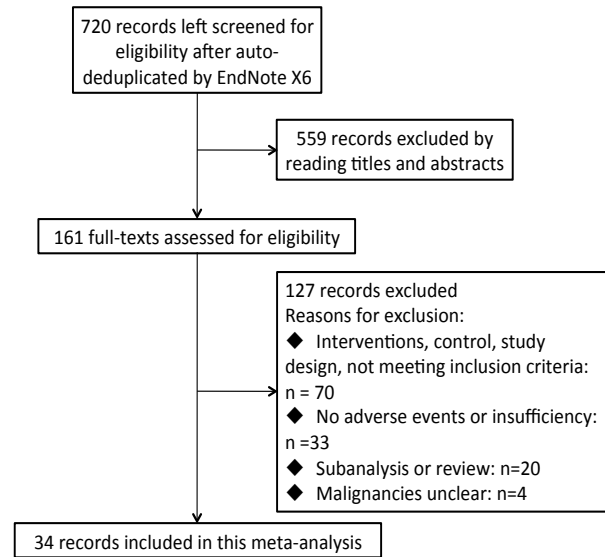 720 records left screened for
eligibility after auto-
deduplicated by EndNote X6
559 records excluded by
reading titles and abstracts
161 full-texts assessed for eligibility
127 records excluded
Reasons for exclusion:
◆ Interventions, control, study
design, not meeting inclusion criteria:
n = 70
◆ No adverse events or insufficiency:
n =33
◆ Subanalysis or review: n=20
◆ Malignancies unclear: n=4
34 records included in this meta-analysis